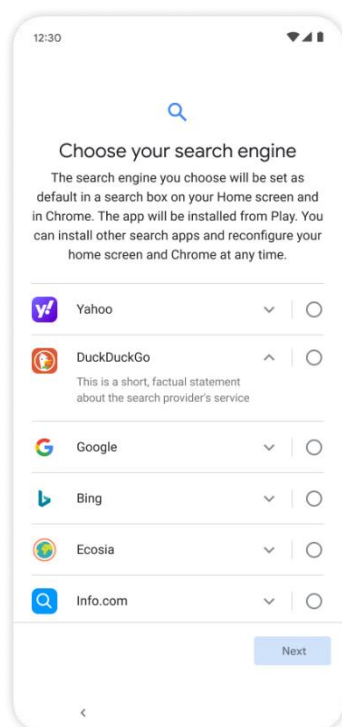 12:30
Choose your search engine
The search engine you choose will be set as
default in a search box on your Home screen and
in Chrome. The app will be installed from Play. You
can install other search apps and reconfigure your
home screen and Chrome at any time.
y!
Yahoo
DuckDuckGo
This is a short, factual statement
about the search provider's service
G
Google
b
Bing
Ecosia
Info.com
Next